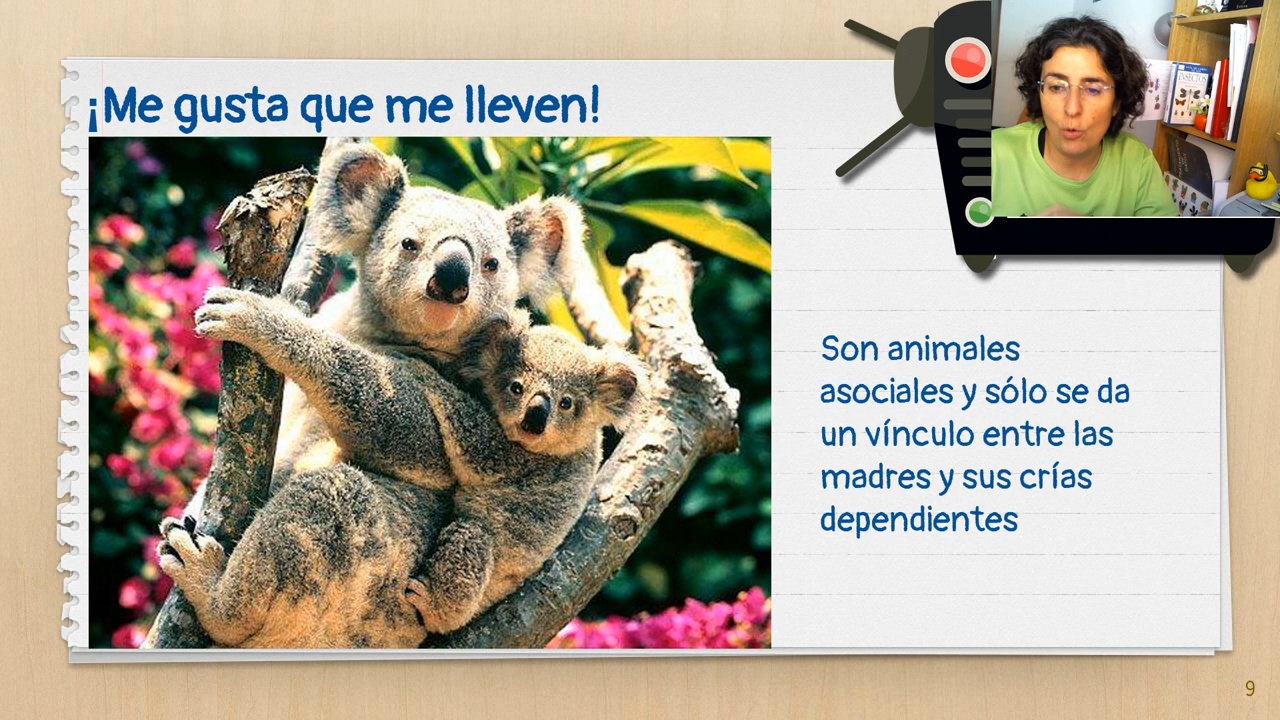 ¡Me gusta que me lleven!
INSECTOS
Son animales
asociales y sólo se da
un vínculo entre las
madres y sus crías
dependientes
9